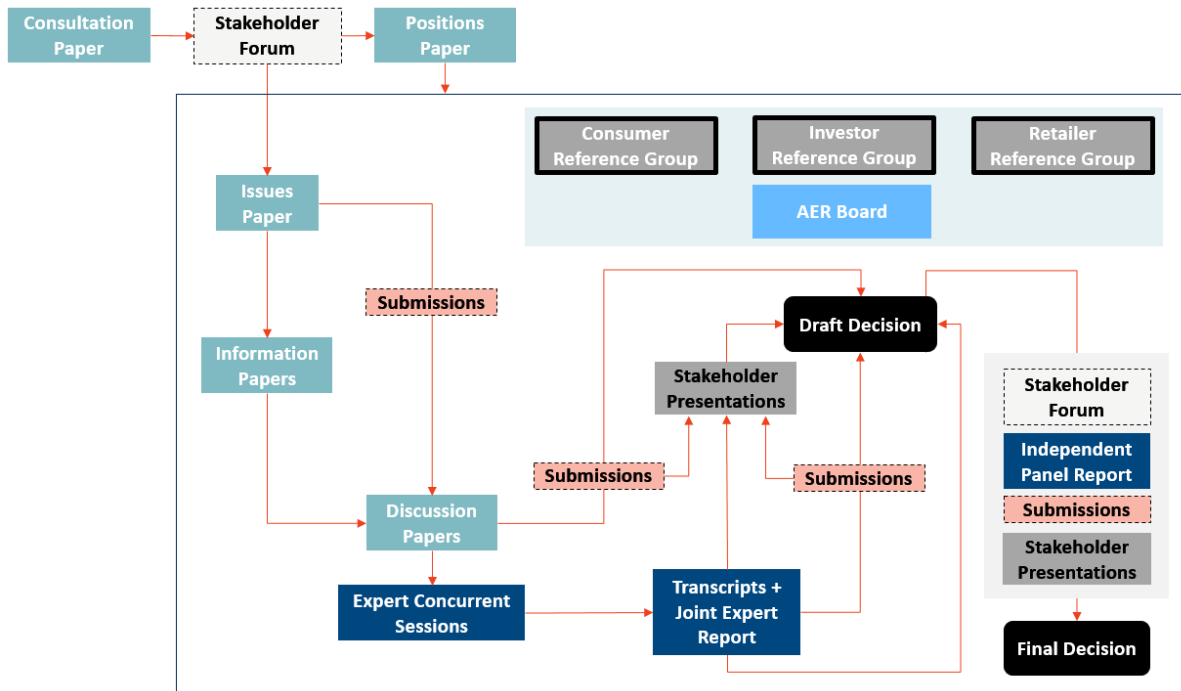 Consultation
Paper
Stakeholder
Forum
Positions
Paper
Consumer
Reference Group
Investor
Reference Group
Retailer
Reference Group
AER Board
Issues
Paper
Submissions
Information
Papers
Draft Decision
Stakeholder
Presentations
Submissions
Submissions
Discussion
Papers
Expert Concurrent
Sessions
Transcripts +
Joint Expert
Report
Stakeholder
Forum
Independent
Panel Report
Submissions
Stakeholder
Presentations
Final Decision